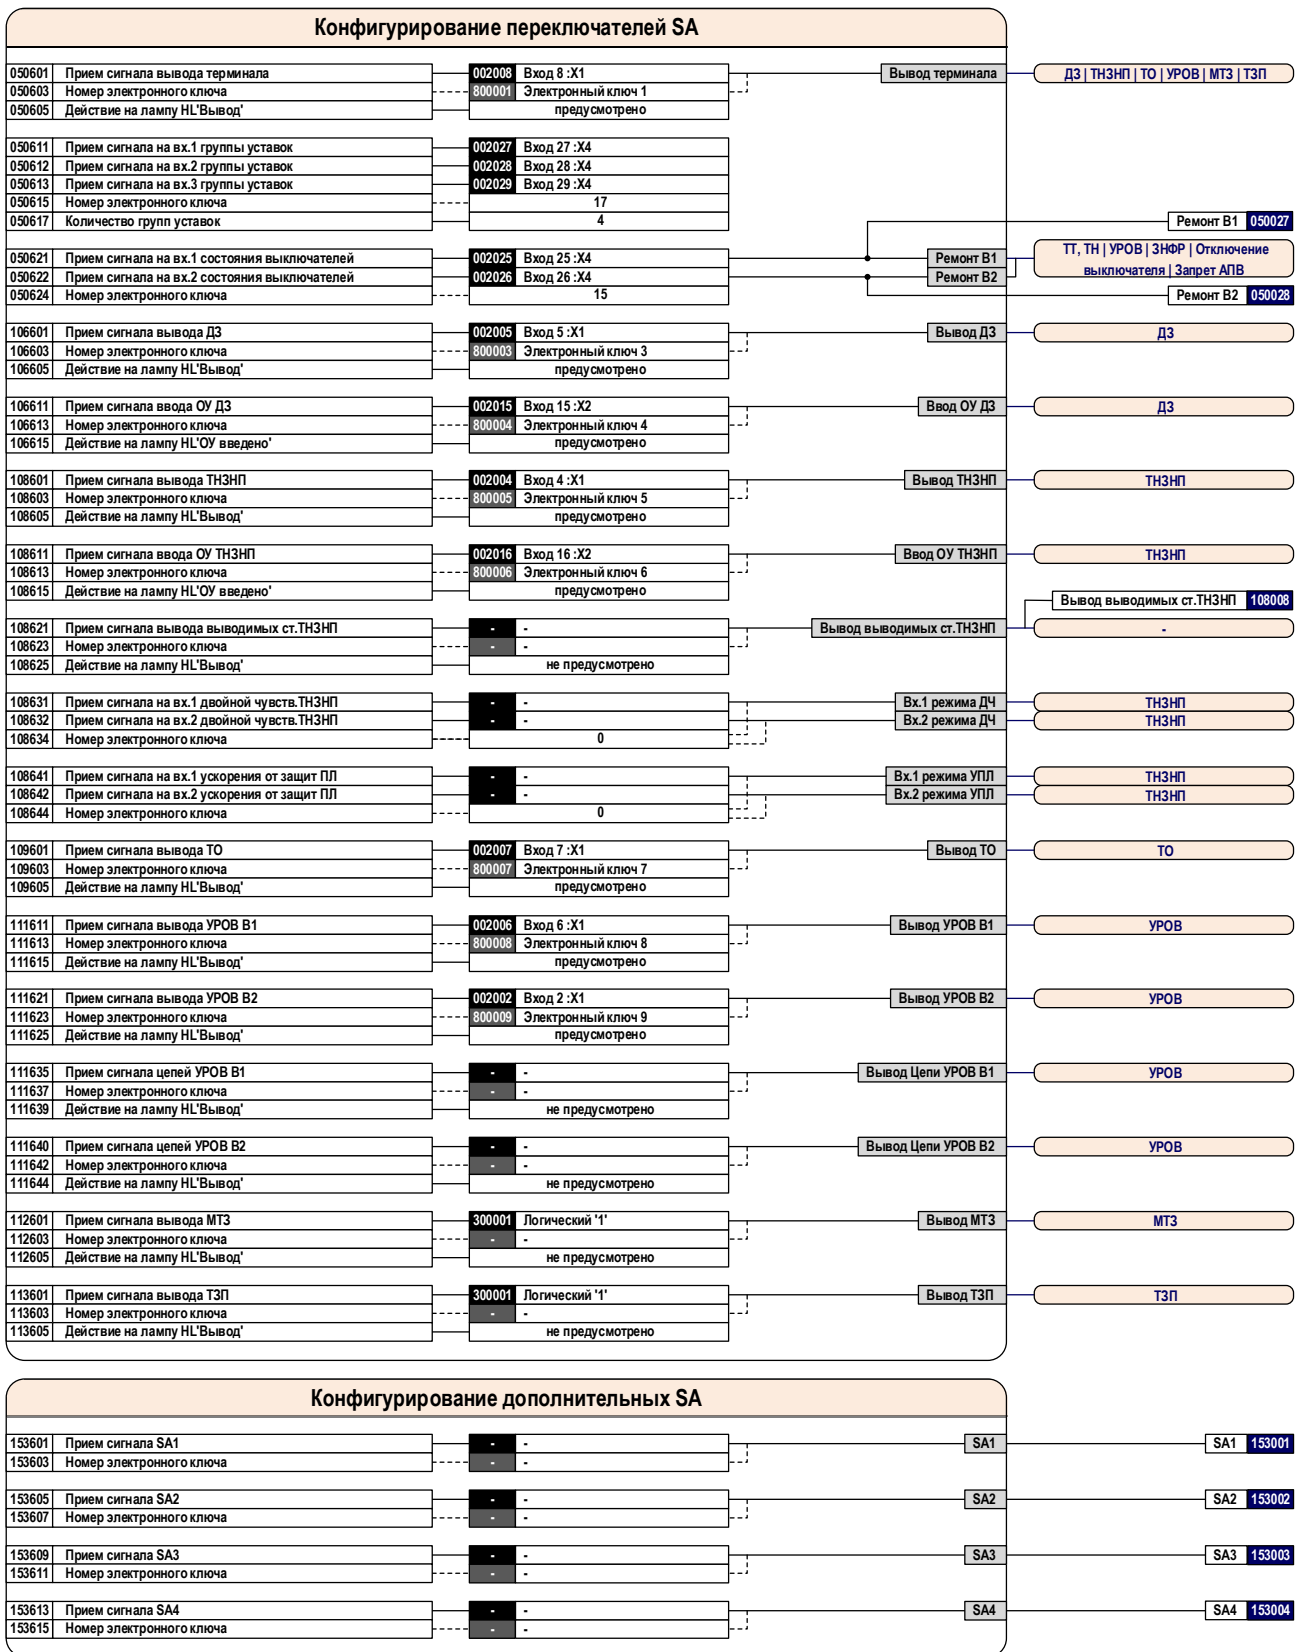 Конфигурирование переключателей SA
050601 Прием сигнала вывода терминала 002008 Вход 8 :X1 Вывод терминала ДЗ | ТНЗНП | ТО | УРОВ | МТЗ | ТЗП
050603 Номер электронного ключа 800001 Электронный ключ 1
050605 Действие на лампу HL'Вывод' предусмотрено
050611 Прием сигнала на вх.1 группы уставок 002027 Вход 27 :X4
050612 Прием сигнала на вх.2 группы уставок 002028 Вход 28 :X4
050613 Прием сигнала на вх.3 группы уставок 002029 Вход 29 :X4
050615 Номер электронного ключа 17
050617 Количество групп уставок 4
Ремонт В1 050027
050621 Прием сигнала на вх.1 состояния выключателей 002025 Вход 25 :X4 Ремонт В1 ТТ, ТН | УРОВ | ЗНФР | Отключение
050622 Прием сигнала на вх.2 состояния выключателей 002026 Вход 26 :X4 Ремонт В2 выключателя | Запрет АПВ
050624 Номер электронного ключа 15 Ремонт В2 050028
106601 Прием сигнала вывода ДЗ 002005 Вход 5 :X1 Вывод ДЗ ДЗ
106603 Номер электронного ключа 800003 Электронный ключ 3
106605 Действие на лампу HL'Вывод' предусмотрено
106611 Прием сигнала ввода ОУ ДЗ 002015 Вход 15 :X2 Ввод ОУ ДЗ ДЗ
106613 Номер электронного ключа 800004 Электронный ключ 4
106615 Действие на лампу HL'ОУ введено' предусмотрено
108601 Прием сигнала вывода ТНЗНП 002004 Вход 4 :X1 Вывод ТНЗНП ТНЗНП
108603 Номер электронного ключа 800005 Электронный ключ 5
108605 Действие на лампу HL'Вывод' предусмотрено
108611 Прием сигнала ввода ОУ ТНЗНП 002016 Вход 16 :X2 Ввод ОУ ТНЗНП ТНЗНП
108613 Номер электронного ключа 800006 Электронный ключ 6
108615 Действие на лампу HL'ОУ введено' предусмотрено
Вывод выводимых ст.ТНЗНП 108008
108621 Прием сигнала вывода выводимых ст.ТНЗНП - - Вывод выводимых ст.ТНЗНП -
108623 Номер электронного ключа - -
108625 Действие на лампу HL'Вывод' не предусмотрено
108631 Прием сигнала на вх.1 двойной чувств.ТНЗНП - - Вх.1 режима ДЧ ТНЗНП
108632 Прием сигнала на вх.2 двойной чувств.ТНЗНП - - Вх.2 режима ДЧ ТНЗНП
108634 Номер электронного ключа 0
108641 Прием сигнала на вх.1 ускорения от защит ПЛ - - Вх.1 режима УПЛ ТНЗНП
108642 Прием сигнала на вх.2 ускорения от защит ПЛ - - Вх.2 режима УПЛ ТНЗНП
108644 Номер электронного ключа 0
109601 Прием сигнала вывода ТО 002007 Вход 7 :X1 Вывод ТО ТО
109603 Номер электронного ключа 800007 Электронный ключ 7
109605 Действие на лампу HL'Вывод' предусмотрено
111611 Прием сигнала вывода УРОВ В1 002006 Вход 6 :X1 Вывод УРОВ В1 УРОВ
111613 Номер электронного ключа 800008 Электронный ключ 8
111615 Действие на лампу HL'Вывод' предусмотрено
111621 Прием сигнала вывода УРОВ В2 002002 Вход 2 :X1 Вывод УРОВ В2 УРОВ
111623 Номер электронного ключа 800009 Электронный ключ 9
111625 Действие на лампу HL'Вывод' предусмотрено
111635 Прием сигнала цепей УРОВ В1 - - Вывод Цепи УРОВ В1 УРОВ
111637 Номер электронного ключа - -
111639 Действие на лампу HL'Вывод' не предусмотрено
111640 Прием сигнала цепей УРОВ В2 - - Вывод Цепи УРОВ В2 УРОВ
111642 Номер электронного ключа - -
111644 Действие на лампу HL'Вывод' не предусмотрено
112601 Прием сигнала вывода МТЗ 300001 Логический '1' Вывод МТЗ МТЗ
112603 Номер электронного ключа - -
112605 Действие на лампу HL'Вывод' не предусмотрено
113601 Прием сигнала вывода ТЗП 300001 Логический '1' Вывод ТЗП ТЗП
113603 Номер электронного ключа - -
113605 Действие на лампу HL'Вывод' не предусмотрено
Конфигурирование дополнительных SA
153601 Прием сигнала SA1 - - SA1 SA1 153001
153603 Номер электронного ключа - -
153605 Прием сигнала SA2 - - SA2 SA2 153002
153607 Номер электронного ключа - -
153609 Прием сигнала SA3 - - SA3 SA3 153003
153611 Номер электронного ключа - -
153613 Прием сигнала SA4 - - SA4 SA4 153004
153615 Номер электронного ключа - -